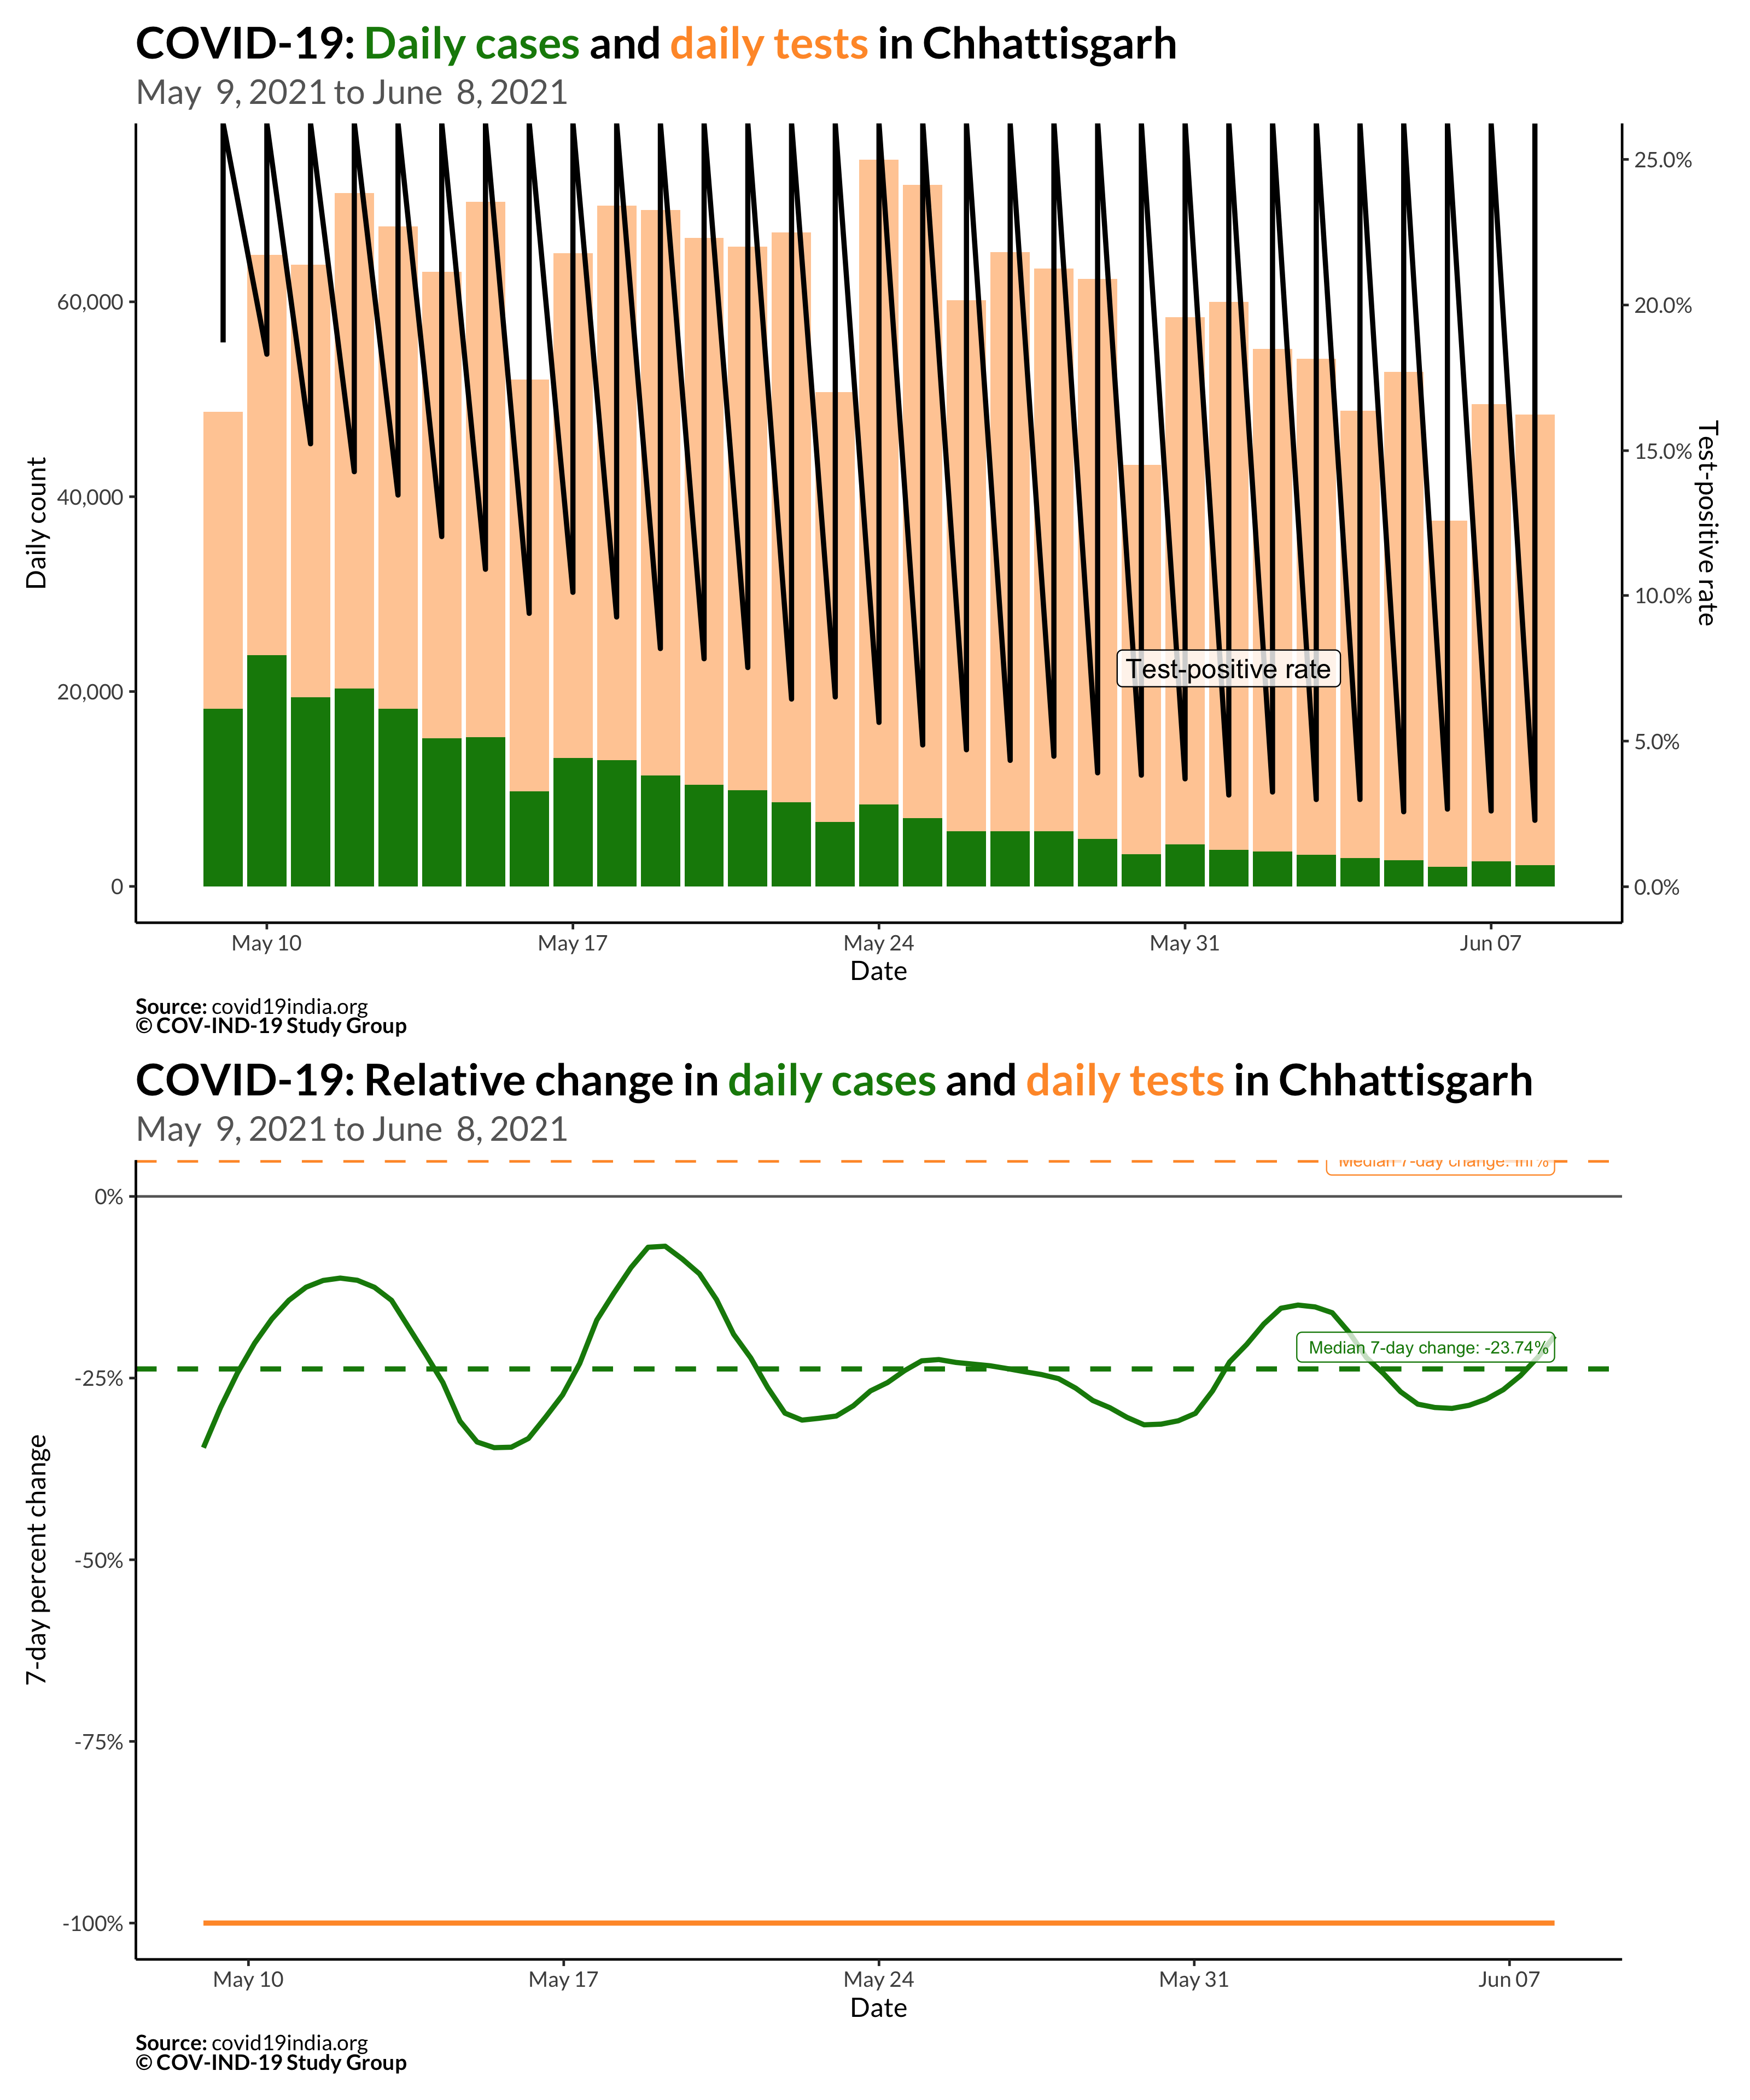 COVID-19: Daily cases and daily tests in Chhattisgarh
May 9, 2021 to June 8, 2021
25.0%
20.0%
60,000
15.0%
40,000
10.0%
20,000
5.0%
0
0.0%
Daily count
Test-positive rate
Test-positive rate
May 10
May 17
May 24
May 31
Jun 07
Date
Source: covid19india.org
© COV-IND-19 Study Group
COVID-19: Relative change in daily cases and daily tests in Chhattisgarh
May 9, 2021 to June 8, 2021
Median 7-day change: Inf%
0%
Median 7-day change: -23.74%
-25%
-50%
-75%
-100%
7-day percent change
May 10
May 17
May 24
May 31
Jun 07
Date
Source: covid19india.org
© COV-IND-19 Study Group